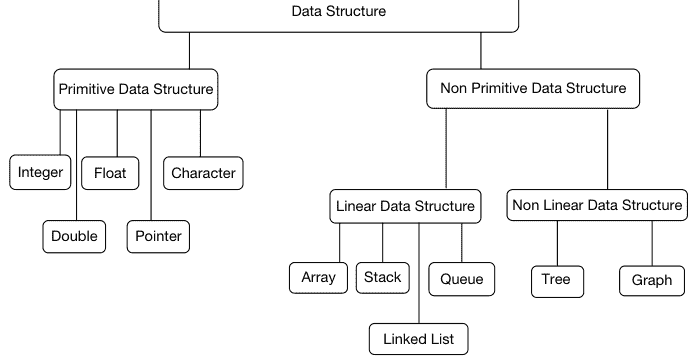 Data Structure
Primitive Data Structure
Non Primitive Data Structure
Integer
Float
Character
Double
Pointer
Linear Data Structure
Non Linear Data Structure
Array
Stack
Queue
Tree
Graph
Linked List